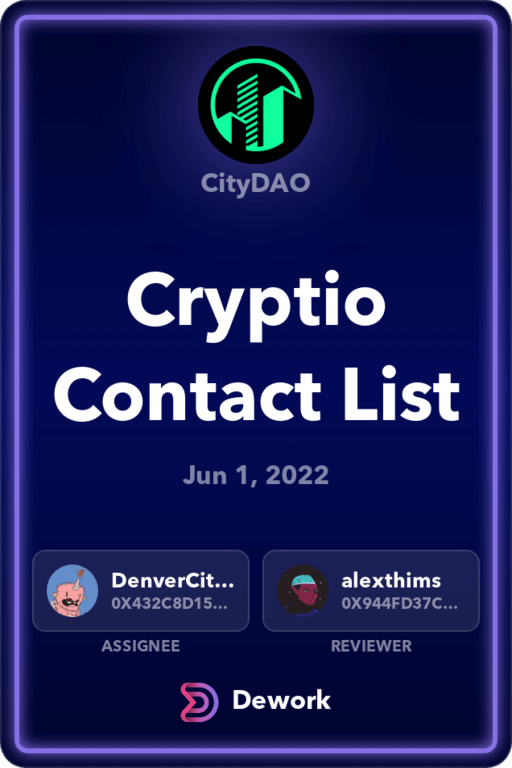 CityDAO
Cryptio
Contact List
Jun 1, 2022
DenverCit...
0X432C8D15...
alexthims
0X944FD37C...
ASSIGNEE
REVIEWER
Dework